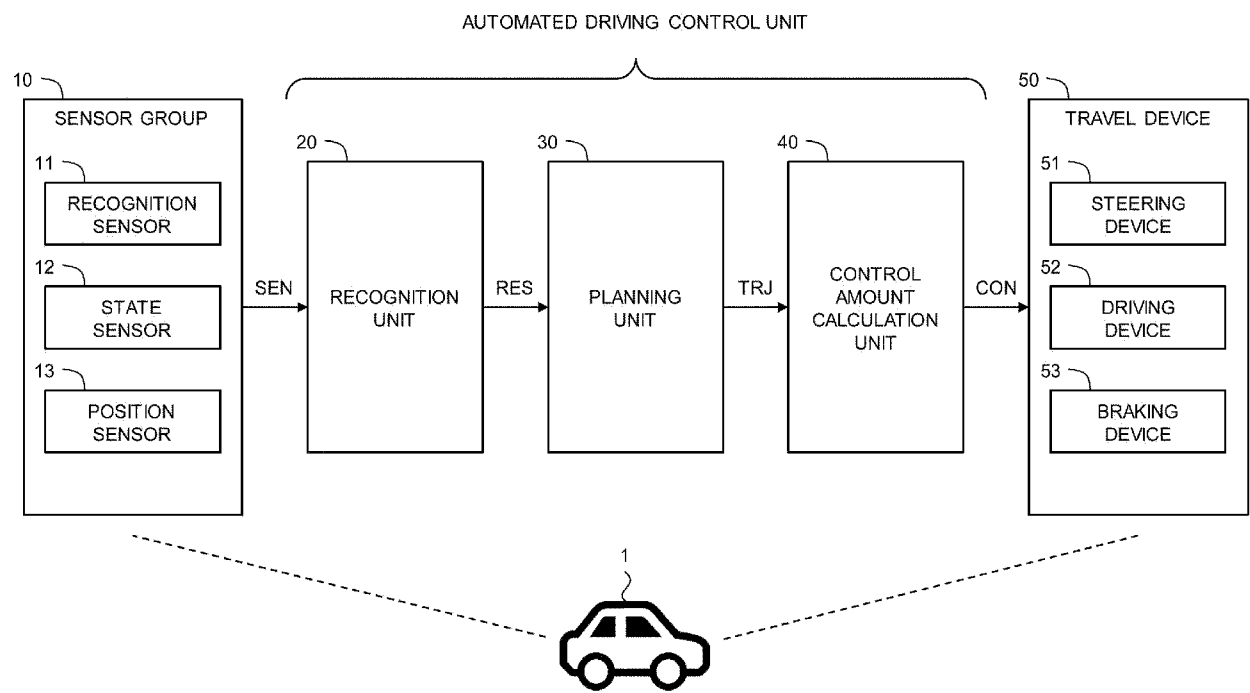 AUTOMATED DRIVING CONTROL UNIT
10
SENSOR GROUP
11
RECOGNITION
SENSOR
12
STATE
SENSOR
13
POSITION
SENSOR
SEN
20
RECOGNITION
UNIT
RES
30
PLANNING
UNIT
TRJ
40
CONTROL
AMOUNT
CALCULATION
UNIT
CON
50
TRAVEL DEVICE
51
STEERING
DEVICE
52
DRIVING
DEVICE
53
BRAKING
DEVICE
1